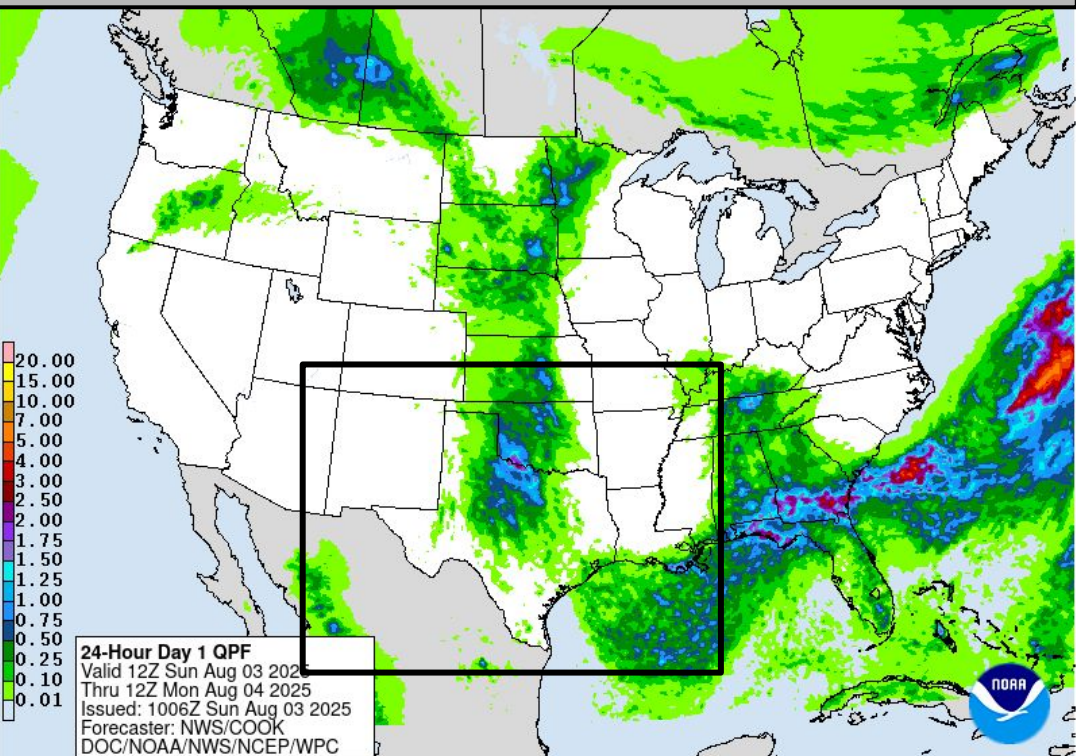 20.00
15.00
10.00
7.00
5.00
4.00
3.00
2.50
2.00
1.75
1.50
1.25
1.00
0.75
0.50
0.25
0.10
0.01
24-Hour Day 1 QPF
Valid 12Z Sun Aug 03 2025
Thru 12Z Mon Aug 04 2025
Issued: 1006Z Sun Aug 03 2025
Forecaster: NWS/COOK
DOC/NOAA/NWS/NCEP/WPC
NOAA